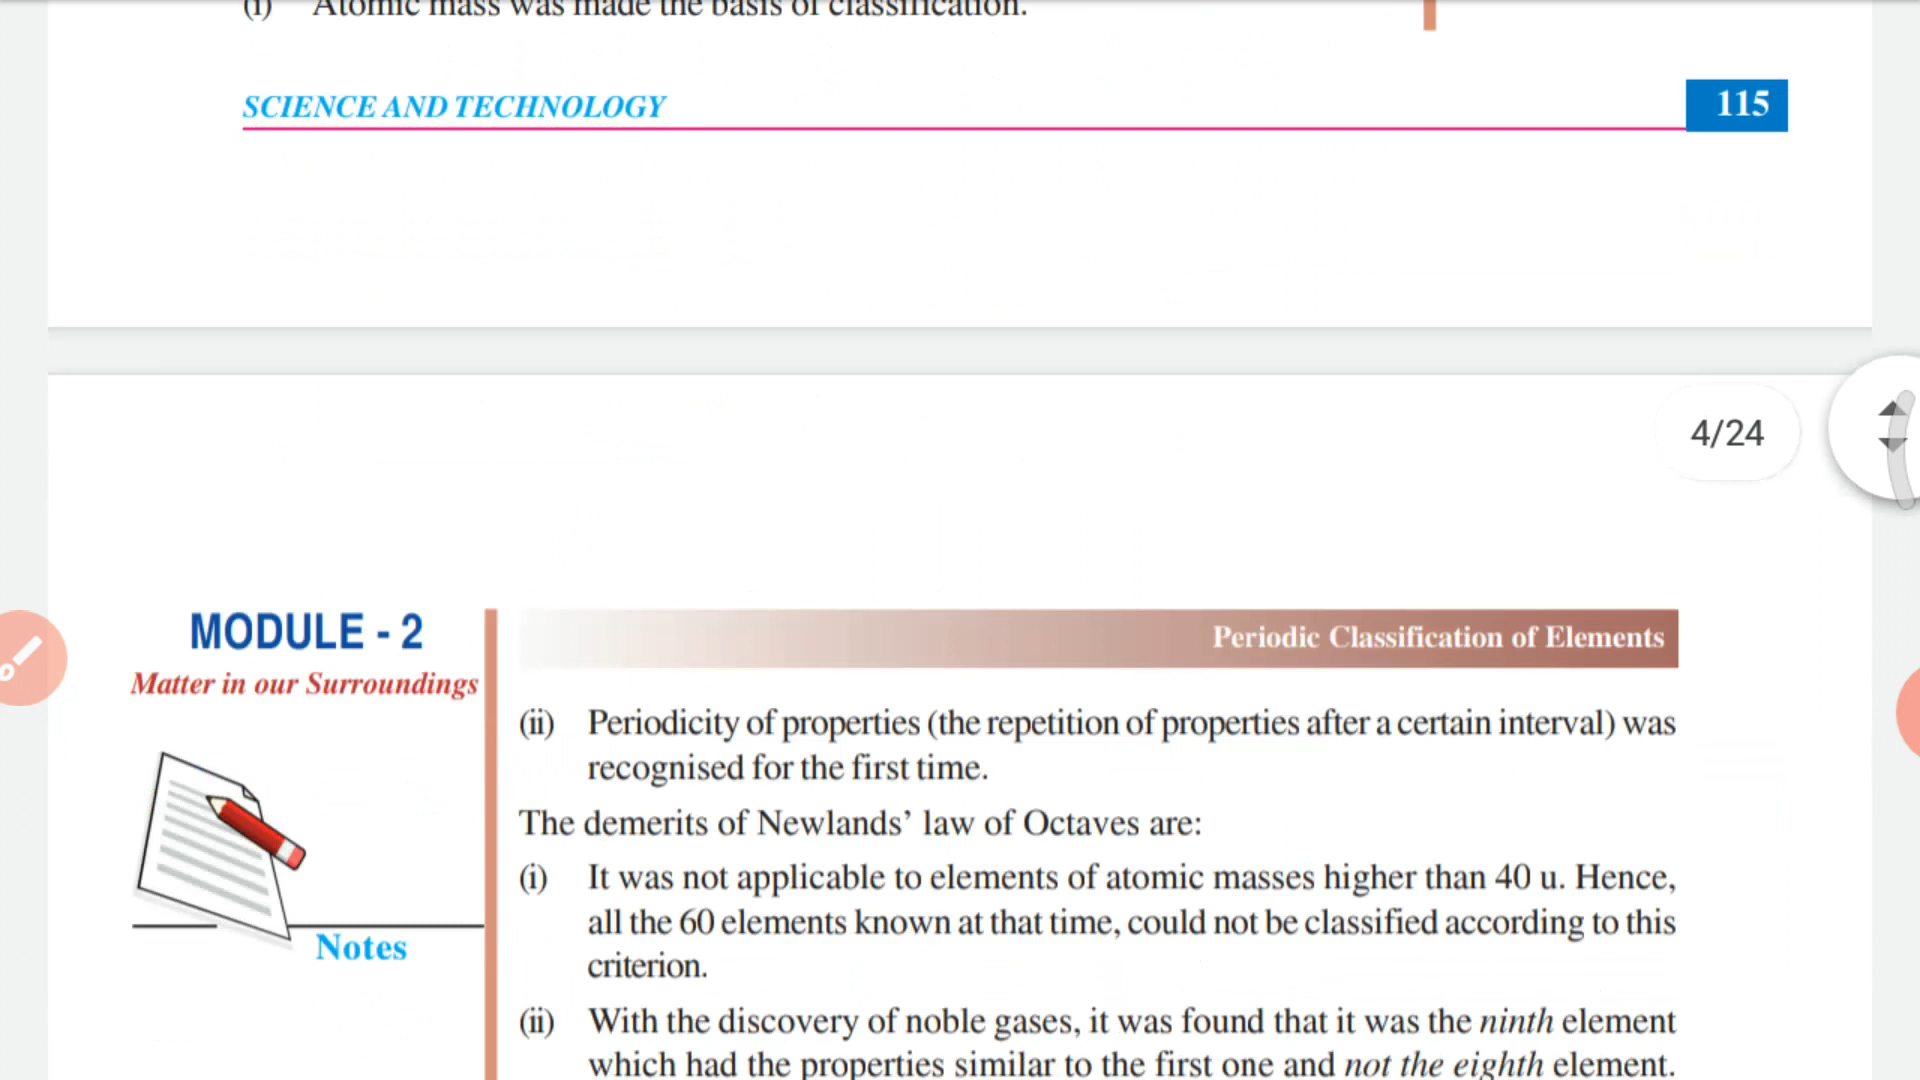 (i) Atomic mass was made the basis of classification.
SCIENCE AND TECHNOLOGY
115
4/24
MODULE - 2
Matter in our Surroundings
Notes
Periodic Classification of Elements
(ii) Periodicity of properties (the repetition of properties after a certain interval) was
recognised for the first time.
The demerits of Newlands’ law of Octaves are:
(i) It was not applicable to elements of atomic masses higher than 40 u. Hence,
all the 60 elements known at that time, could not be classified according to this
criterion.
(ii) With the discovery of noble gases, it was found that it was the ninth element
which had the properties similar to the first one and not the eighth element.